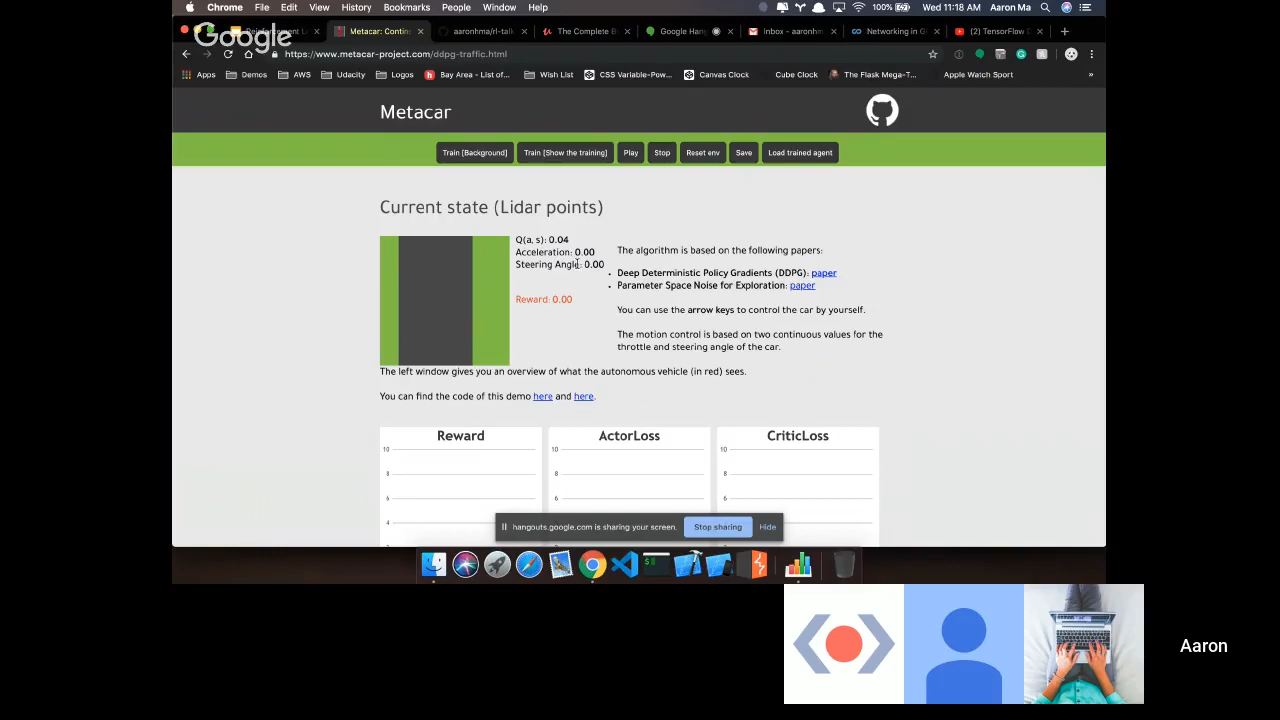 Chrome File Edit View History Bookmarks People Window Help 100% Wed 11:18 AM Aaron Ma
Google
Metacar: Contin
aaronhma/rl-talk
The Complete B
Google Han
Inbox - aaronhm
Networking in G
(2) TensorFlow D
https://www.metacar-project.com/ddpg-traffic.html
Apps Demos AWS Udacity Logos Bay Area - List of... Wish List CSS Variable-Pow... Canvas Clock Cube Clock The Flask Mega-T... Apple Watch Sport »
Metacar
Train [Background] Train [Show the training] Play Stop Reset env Save Load trained agent
Current state (Lidar points)
Q(a, s): 0.04
Acceleration: 0.00
Steering Angle: 0.00
Reward: 0.00
The algorithm is based on the following papers:
Deep Deterministic Policy Gradients (DDPG): paper
Parameter Space Noise for Exploration: paper
You can use the arrow keys to control the car by yourself.
The motion control is based on two continuous values for the
throttle and steering angle of the car.
The left window gives you an overview of what the autonomous vehicle (in red) sees.
You can find the code of this demo here and here.
Reward ActorLoss CriticLoss
10 10 10
8 8 8
6 6 6
4
hangouts.google.com is sharing your screen. Stop sharing Hide
Aaron